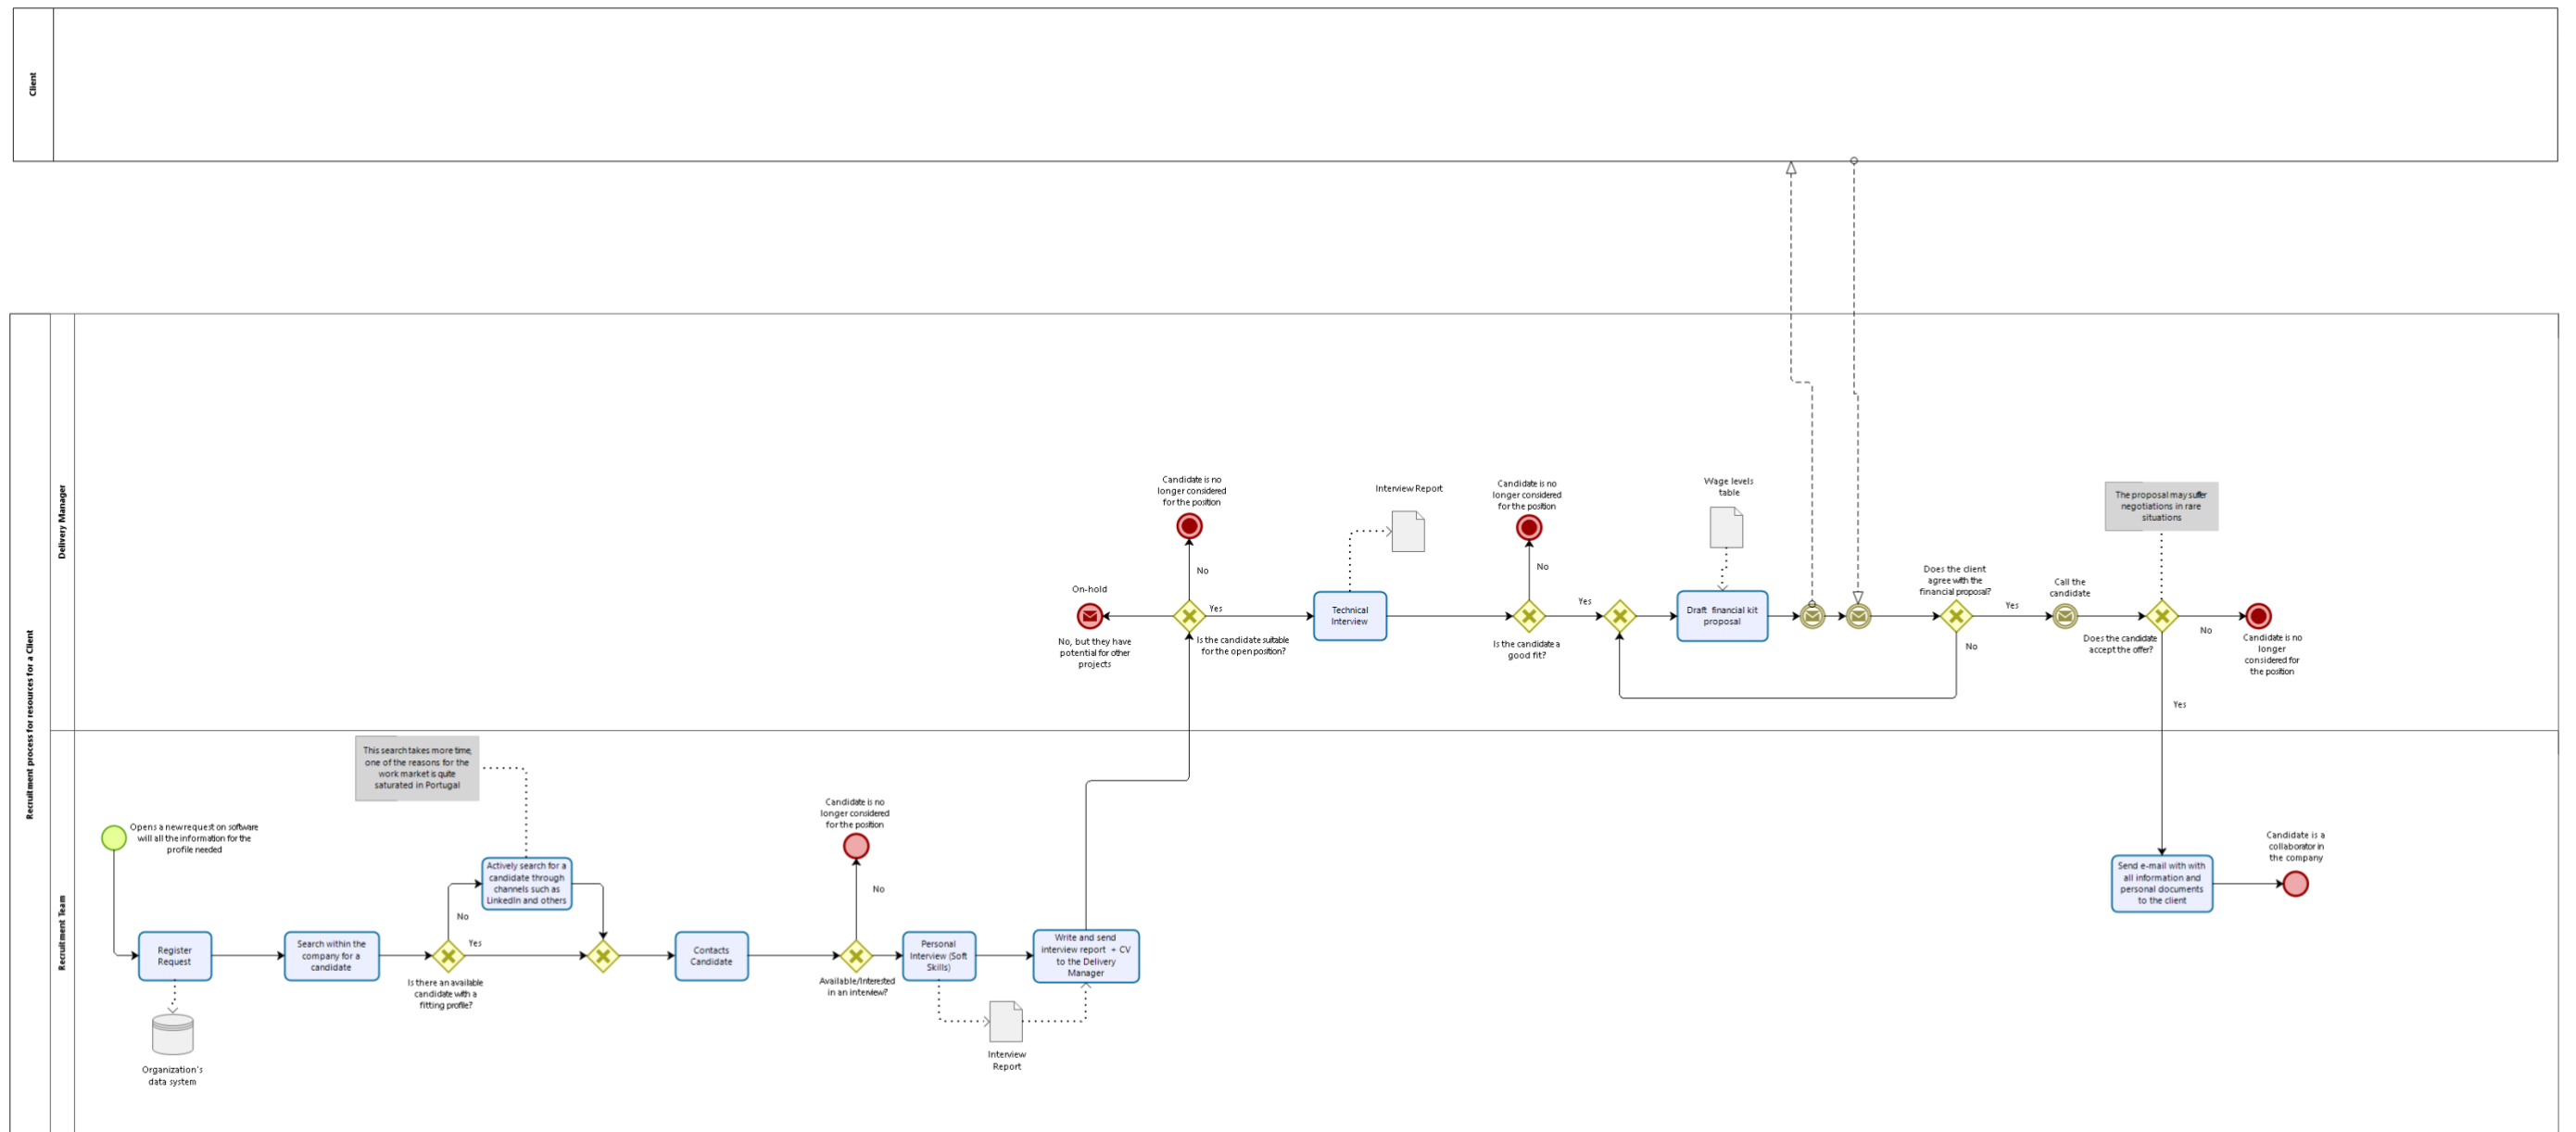 Client
Recruitment process for resources for a Client
Delivery Manager
Candidate is no
longer considered
for the position
No
On-hold
No, but they have
potential for other
projects
Yes
Is the candidate suitable
for the open position?
Technical
Interview
Interview Report
Candidate is no
longer considered
for the position
No
Yes
Is the candidate a
good fit?
Wage levels
table
Draft financial kit
proposal
Does the client
agree with the
financial proposal?
Yes
No
Call the
candidate
The proposal may suffer
negotiations in rare
situations
Does the candidate
accept the offer?
No
Candidate is no
longer
considered for
the position
Yes
Recruitment Team
This search takes more time,
one of the reasons for the
work market is quite
saturated in Portugal
Opens a new request on software
will all the information for the
profile needed
Register
Request
Organization's
data system
Search within the
company for a
candidate
Is there an available
candidate with a
fitting profile?
No
Yes
Actively search for a
candidate through
channels such as
LinkedIn and others
Contacts
Candidate
Candidate is no
longer considered
for the position
No
Available/Interested
in an interview?
Personal
Interview (Soft
Skills)
Interview
Report
Write and send
interview report + CV
to the Delivery
Manager
Send e-mail with with
all information and
personal documents
to the client
Candidate is a
collaborator in
the company